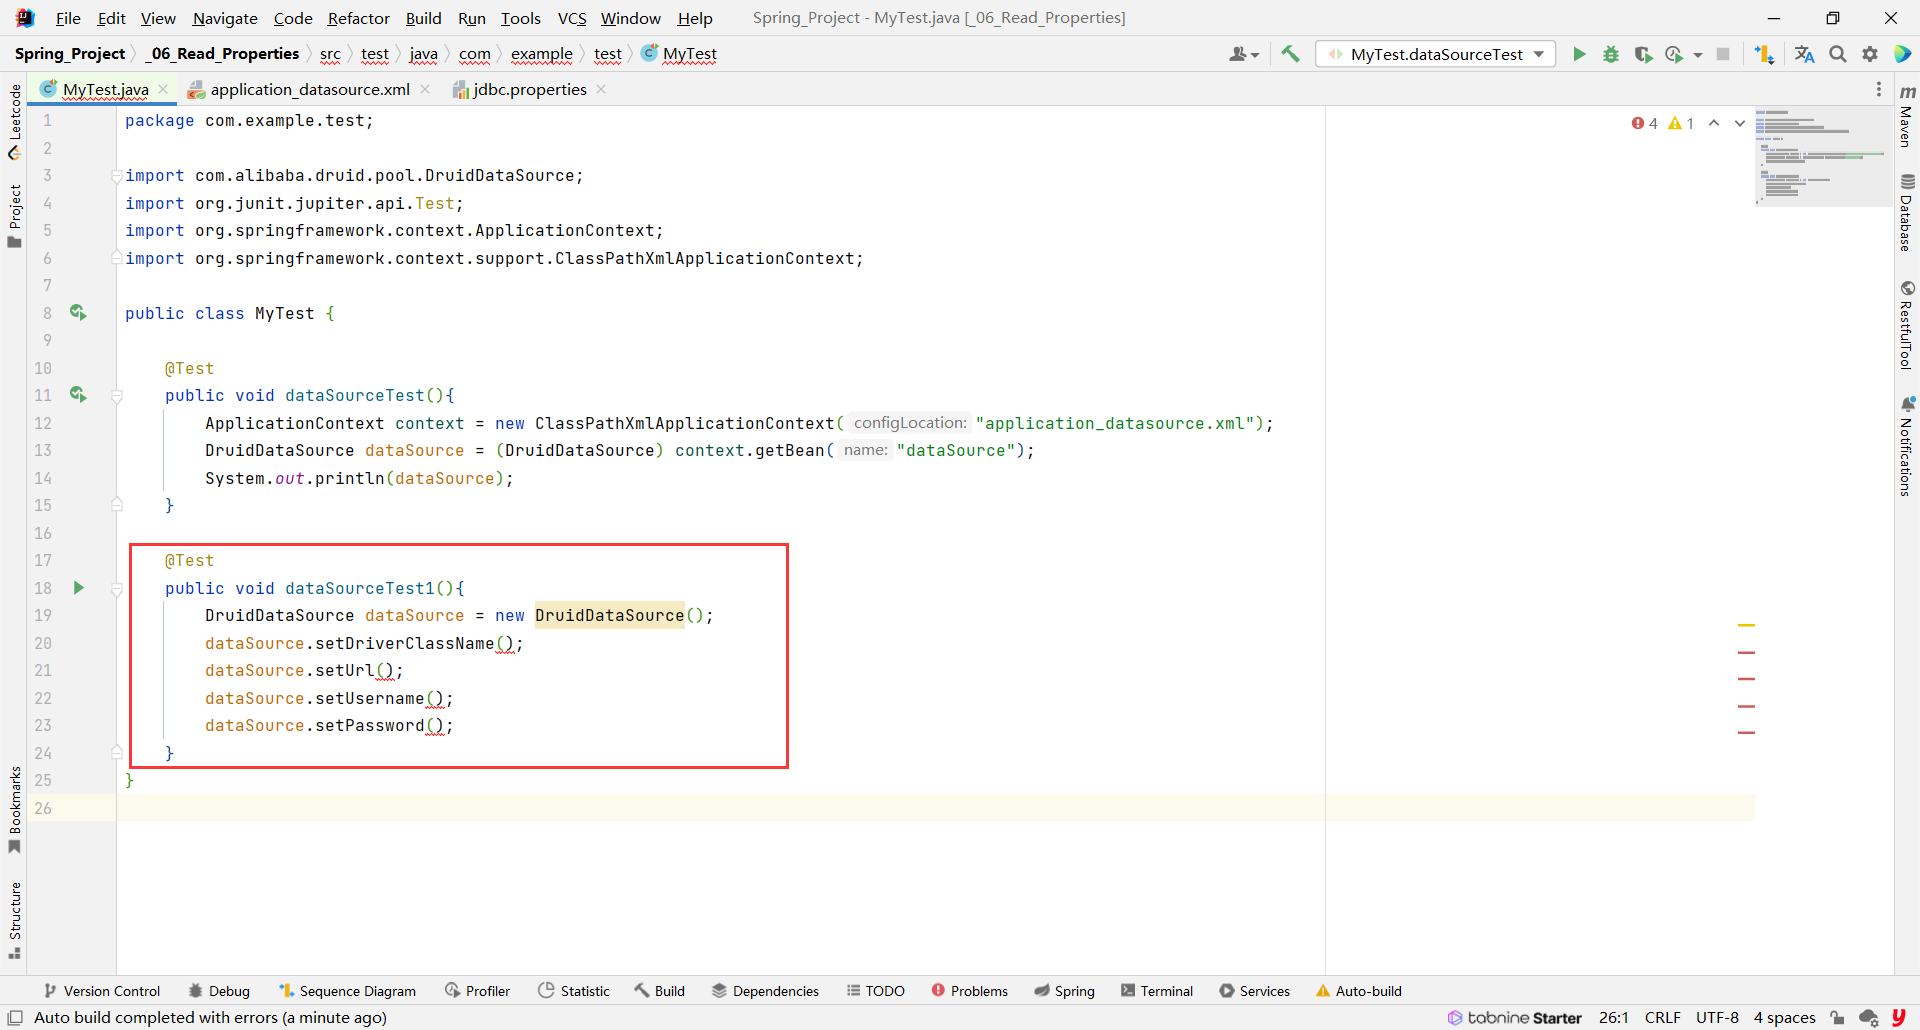 File Edit View Navigate Code Refactor Build Run Tools VCS Window Help Spring_Project - MyTest.java [_06_Read_Properties]
Spring_Project _06_Read_Properties src test java com example test MyTest MyTest.dataSourceTest
MyTest.java application_datasource.xml jdbc.properties
Leetcode
Project
Bookmarks
Structure
4 1
1 package com.example.test;
2
3 import com.alibaba.druid.pool.DruidDataSource;
4 import org.junit.jupiter.api.Test;
5 import org.springframework.context.ApplicationContext;
6 import org.springframework.context.support.ClassPathXmlApplicationContext;
7
8 public class MyTest {
9
10 @Test
11 public void dataSourceTest(){
12 ApplicationContext context = new ClassPathXmlApplicationContext( configLocation: "application_datasource.xml");
13 DruidDataSource dataSource = (DruidDataSource) context.getBean( name: "dataSource");
14 System.out.println(dataSource);
15 }
16
17 @Test
18 public void dataSourceTest1(){
19 DruidDataSource dataSource = new DruidDataSource();
20 dataSource.setDriverClassName();
21 dataSource.setUrl();
22 dataSource.setUsername();
23 dataSource.setPassword();
24 }
25 }
26
m Maven
Database
RestfulTool
Notifications
Version Control Debug Sequence Diagram Profiler Statistic Build Dependencies TODO Problems Spring Terminal Services Auto-build
Auto build completed with errors (a minute ago) tabnine Starter 26:1 CRLF UTF-8 4 spaces